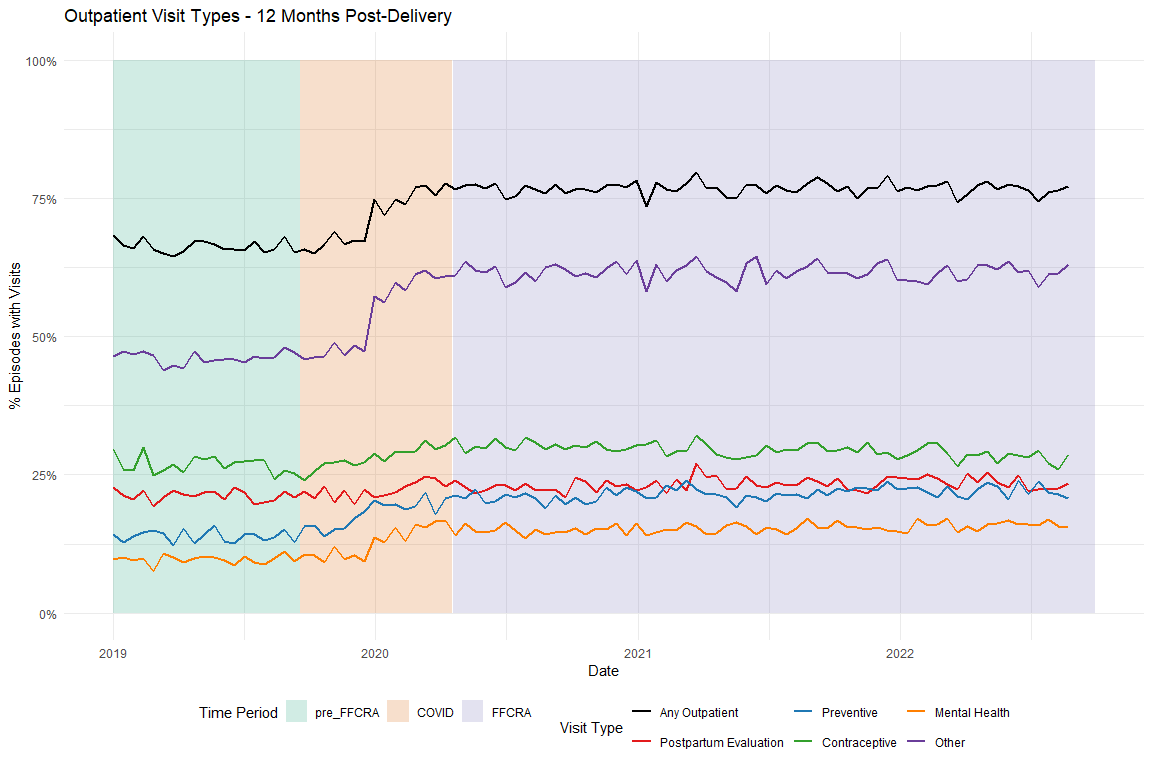 Outpatient Visit Types - 12 Months Post-Delivery
% Episodes with Visits
100%
75%
50%
25%
0%
2019 2020 2021 2022
Date
Time Period pre_FFCRA COVID FFCRA
Visit Type
Any Outpatient Preventive Mental Health
Postpartum Evaluation Contraceptive Other